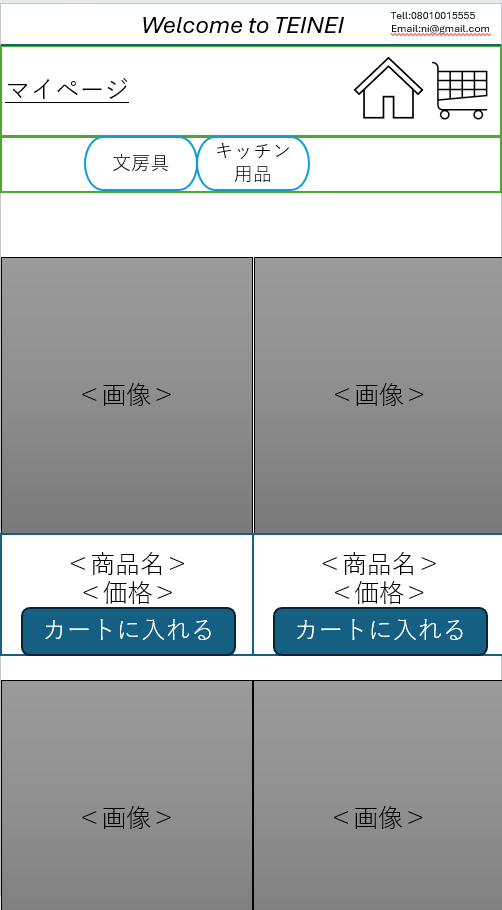 Welcome to TEINEI
Tell:08010015555
Email:ni@gmail.com
マイページ
文房具
キッチン
用品
＜画像＞
＜画像＞
＜商品名＞
＜価格＞
カートに入れる
＜商品名＞
＜価格＞
カートに入れる
＜画像＞
＜画像＞